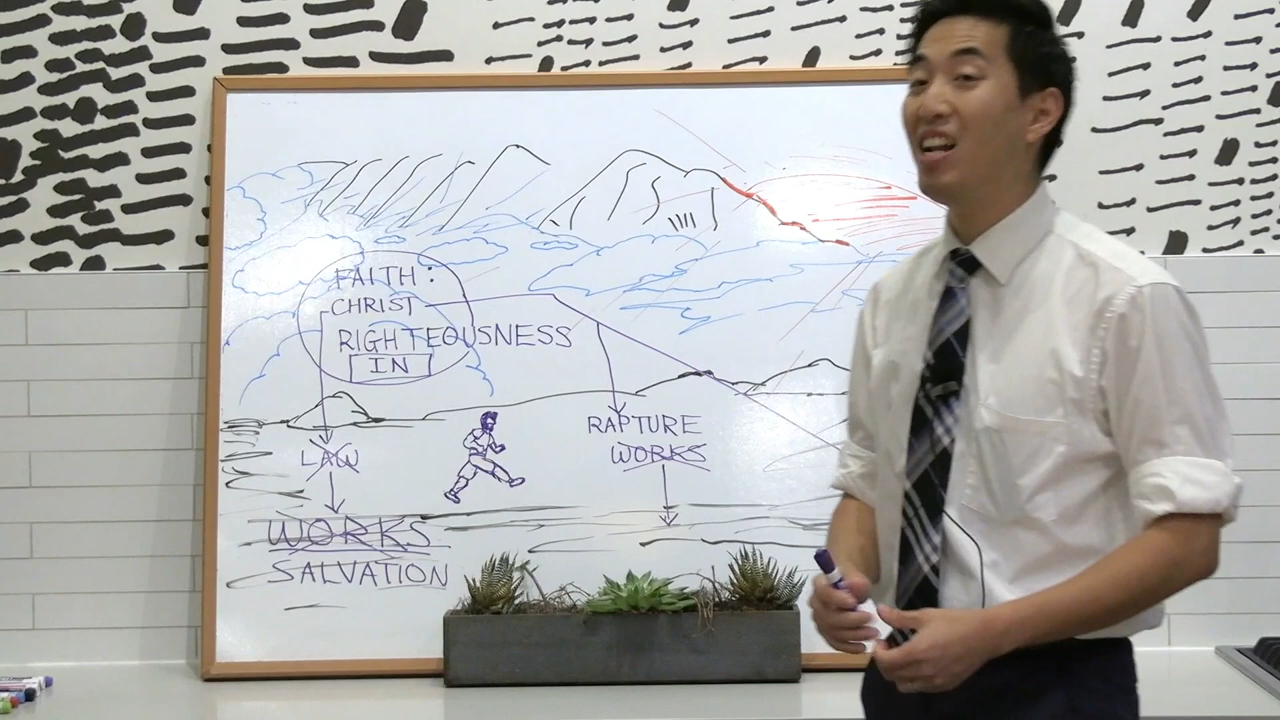 FAITH:
CHRIST
RIGHTEOUSNESS
IN
LAW
WORKS
SALVATION
RAPTURE
WORKS